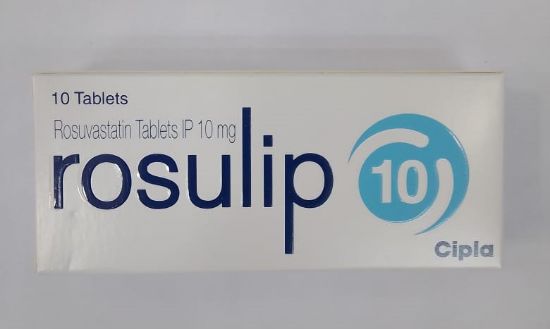 10 Tablets
Rosuvastatin Tablets IP 10 mg
rosulip
10
Cipla